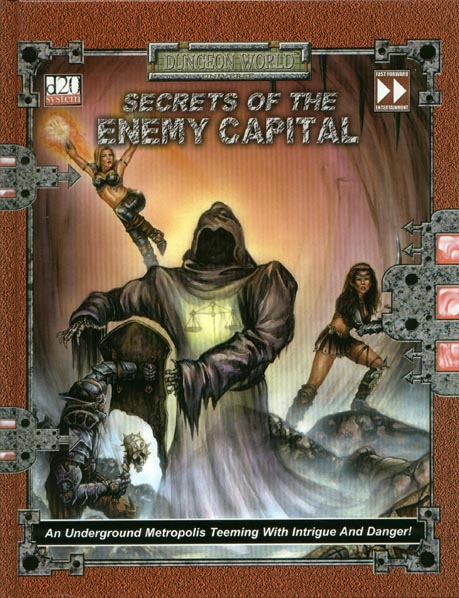 DUNGEON WORLD
d20
system
FAST FORWARD
ENTERTAINMENT
SECRETS OF THE
ENEMY CAPITAL
An Underground Metropolis Teeming With Intrigue And Danger!